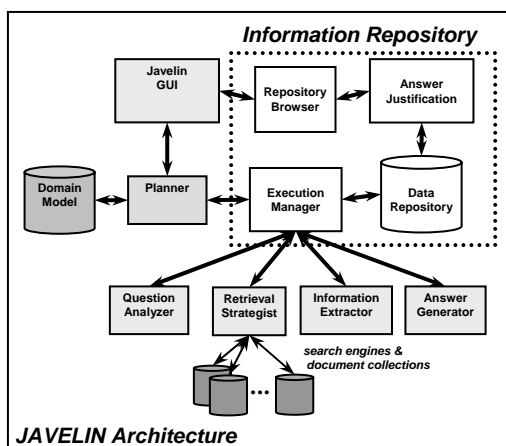 Information Repository
Javelin
GUI
Repository
Browser
Answer
Justification
Domain
Model
Planner
Execution
Manager
Data
Repository
Question
Analyzer
Retrieval
Strategist
Information
Extractor
Answer
Generator
search engines &
document collections
...
JAVELIN Architecture